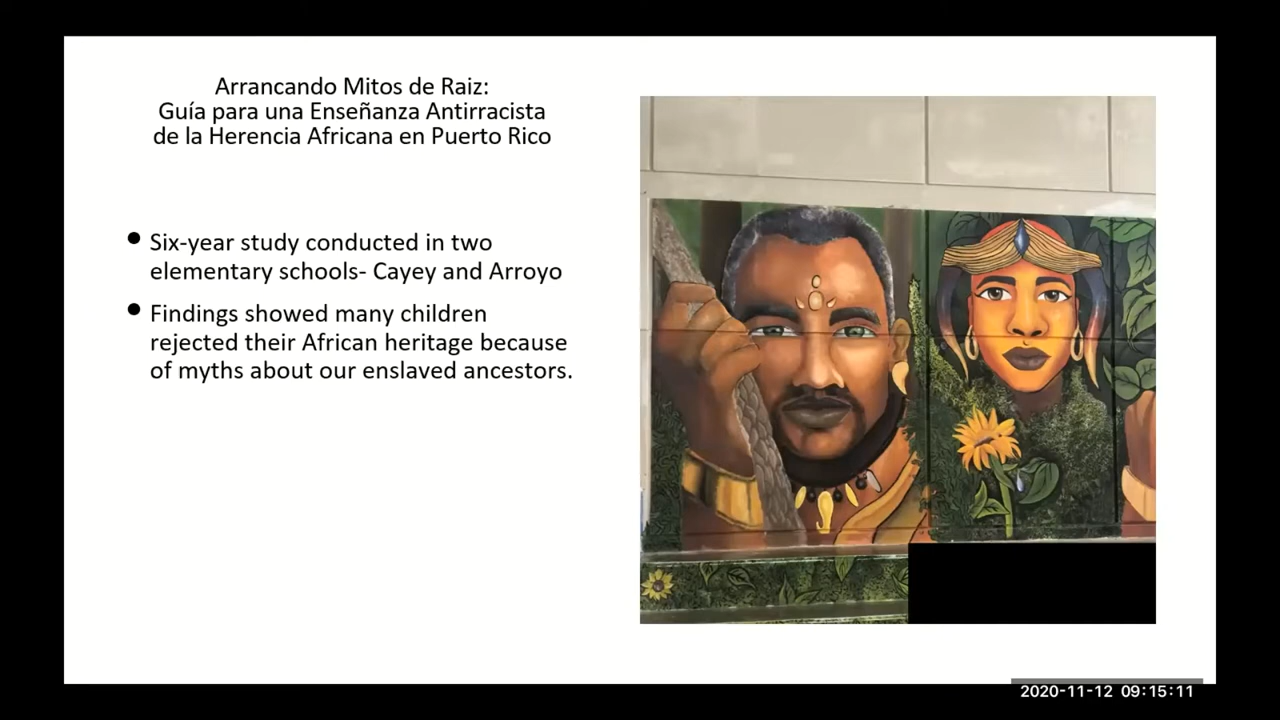 Arrancando Mitos de Raiz:
Guía para una Enseñanza Antirracista
de la Herencia Africana en Puerto Rico
● Six-year study conducted in two
elementary schools- Cayey and Arroyo
● Findings showed many children
rejected their African heritage because
of myths about our enslaved ancestors.
2020-11-12 09:15:11